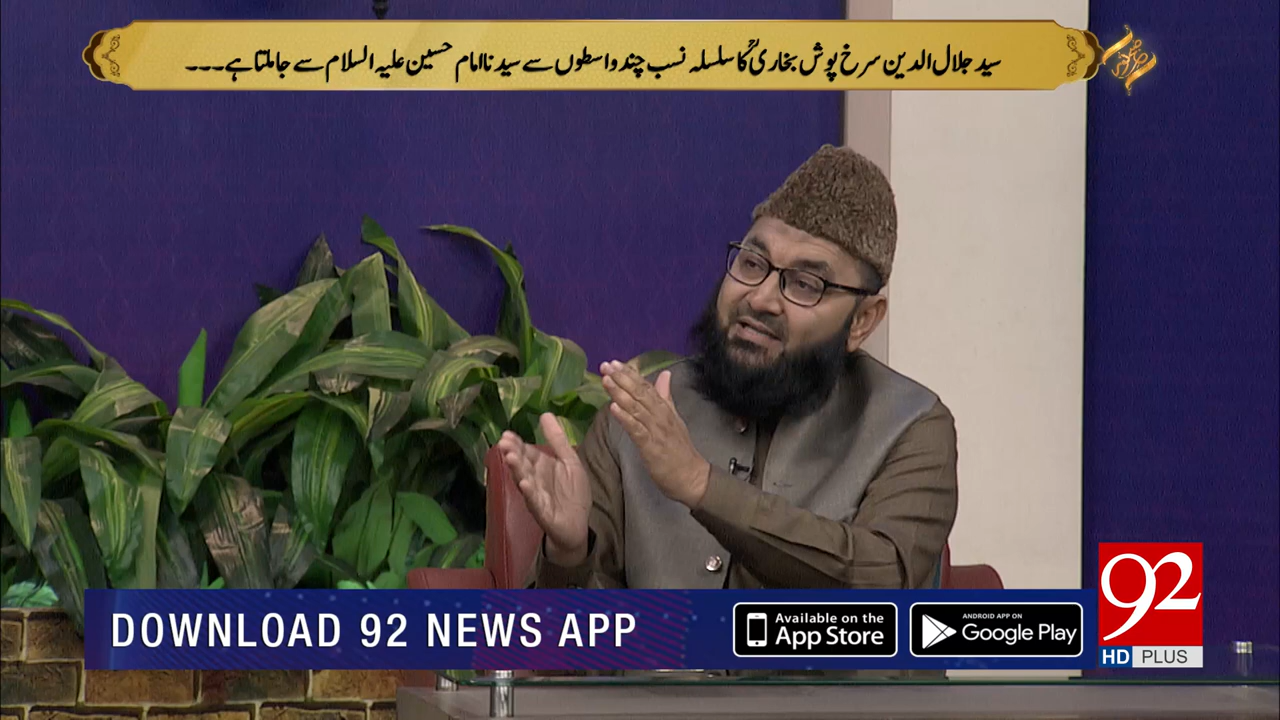 سید جلال الدین سرخ پوش بخاریؒ کا سلسلہ نسب چند واسطوں سے سیدنا امام حسین علیہ السلام سے جا ملتا ہے۔۔۔
DOWNLOAD 92 NEWS APP
Available on the
App Store
ANDROID APP ON
Google Play
92
HD PLUS